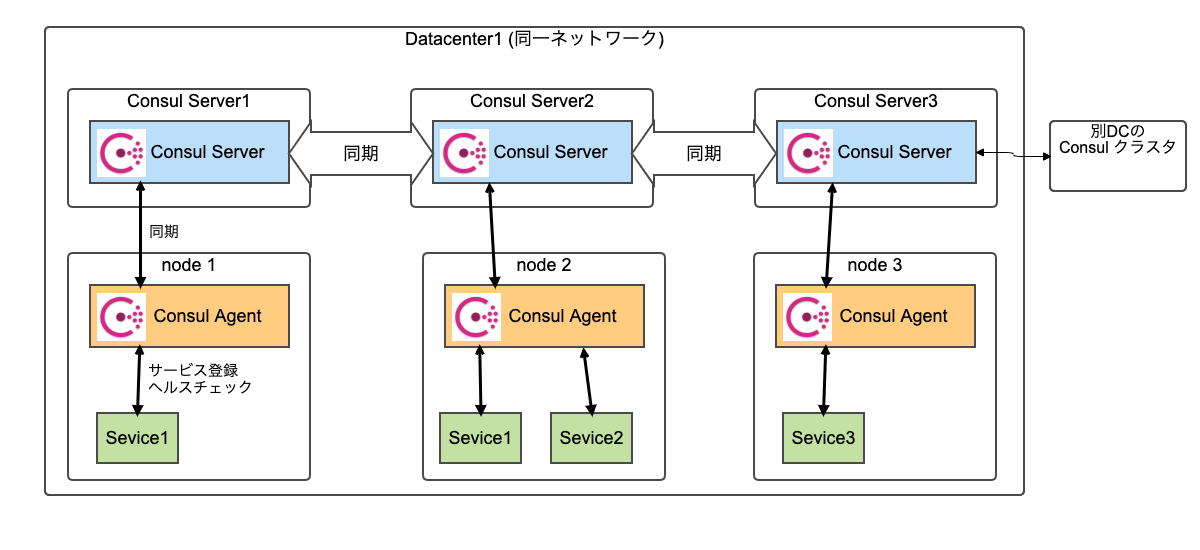 Datacenter1 (同一ネットワーク)
Consul Server1
Consul Server2
Consul Server3
Consul Server
同期
Consul Server
同期
Consul Server
別DCの
Consul クラスタ
同期
node 1
node 2
node 3
Consul Agent
Consul Agent
Consul Agent
サービス登録
ヘルスチェック
Sevice1
Sevice1
Sevice2
Sevice3